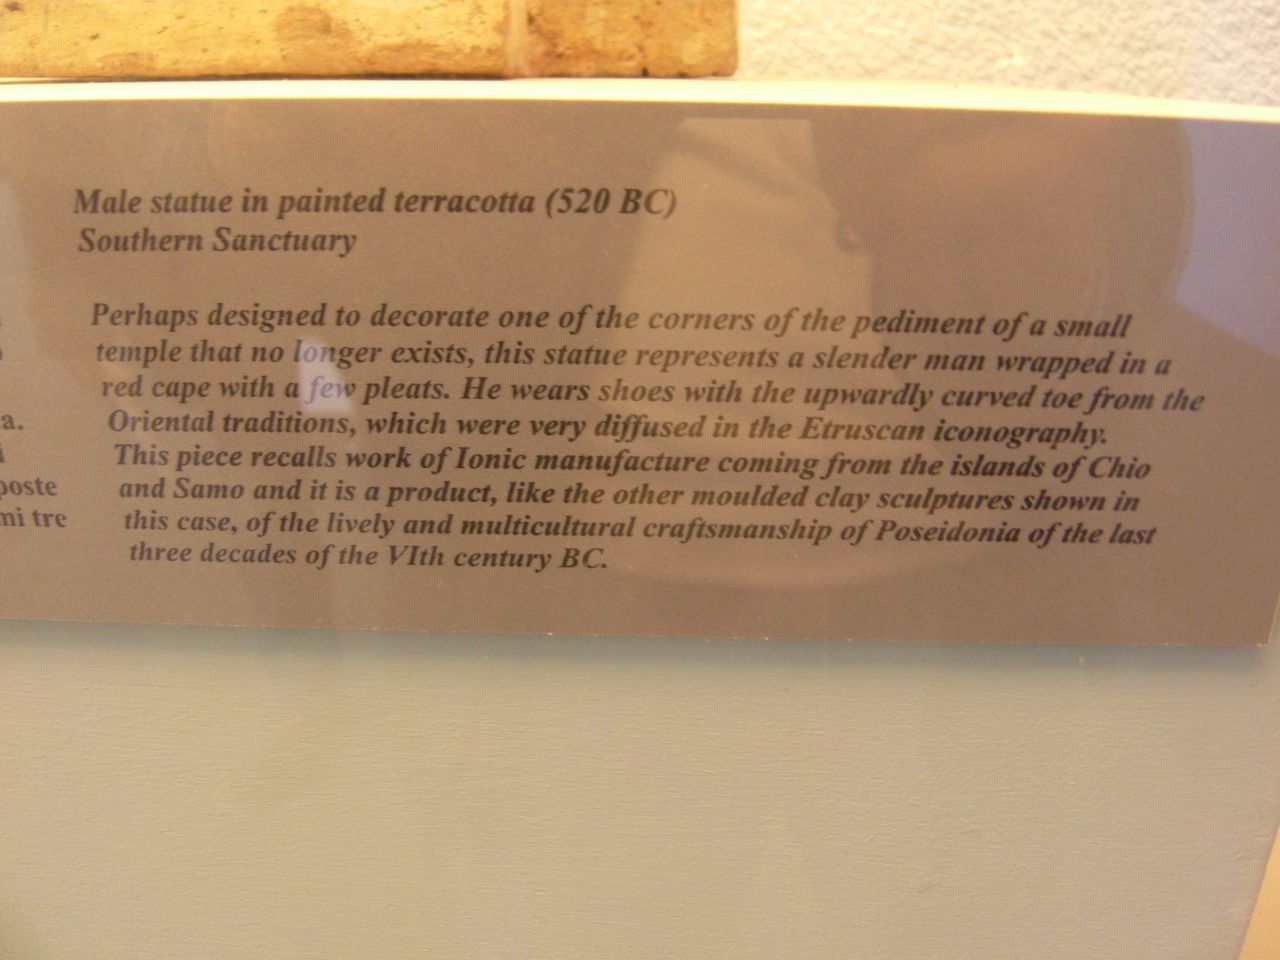 Male statue in painted terracotta (520 BC)
Southern Sanctuary
Perhaps designed to decorate one of the corners of the pediment of a small
temple that no longer exists, this statue represents a slender man wrapped in a
red cape with a few pleats. He wears shoes with the upwardly curved toe from the
Oriental traditions, which were very diffused in the Etruscan iconography.
This piece recalls work of Ionic manufacture coming from the islands of Chio
and Samo and it is a product, like the other moulded clay sculptures shown in
this case, of the lively and multicultural craftsmanship of Poseidonia of the last
three decades of the VIth century BC.
a.
poste
mi tre